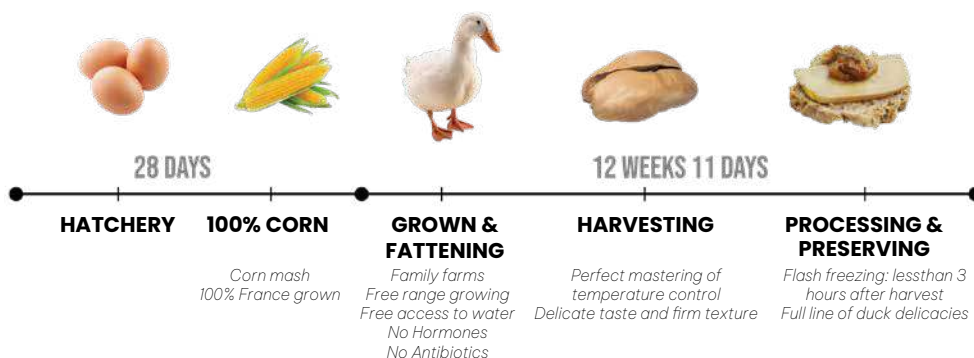 28 DAYS
12 WEEKS 11 DAYS
HATCHERY
100% CORN
Corn mash
100% France grown
GROWN &
FATTENING
Family farms
Free range growing
Free access to water
No Hormones
No Antibiotics
HARVESTING
Perfect mastering of
temperature control
Delicate taste and firm texture
PROCESSING &
PRESERVING
Flash freezing: lessthan 3
hours after harvest
Full line of duck delicacies